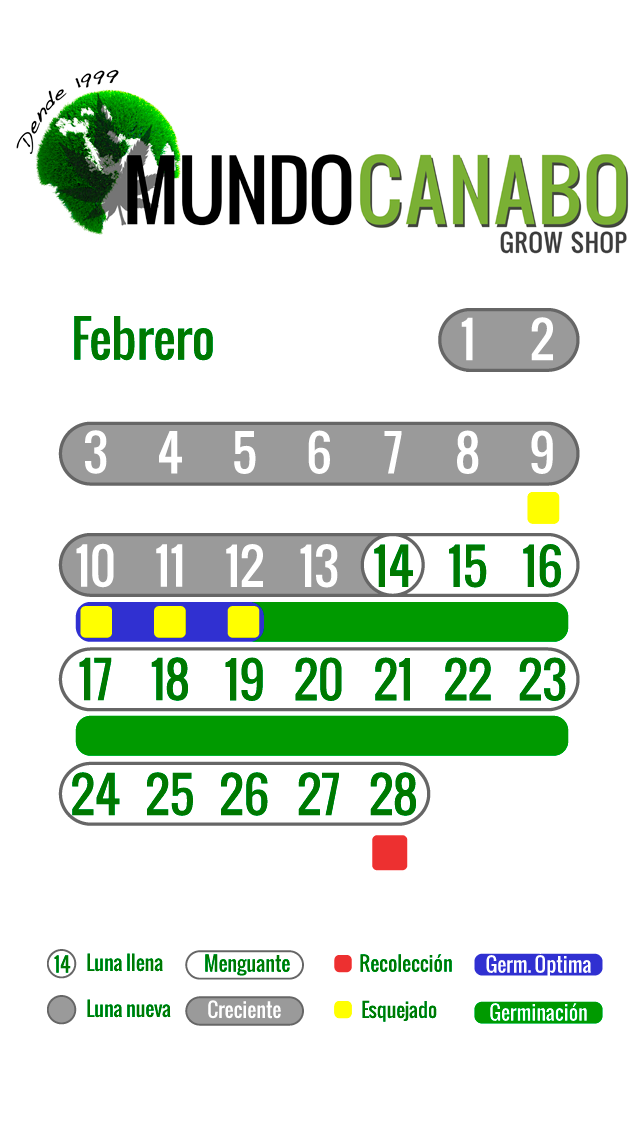 Dende 1999
MUNDOCANABO
GROW SHOP
Febrero 1 2
3 4 5 6 7 8 9
10 11 12 13 14 15 16
17 18 19 20 21 22 23
24 25 26 27 28
14 Luna llena Menguante Recolección Germ. Optima
Luna nueva Creciente Esquejado Germinación